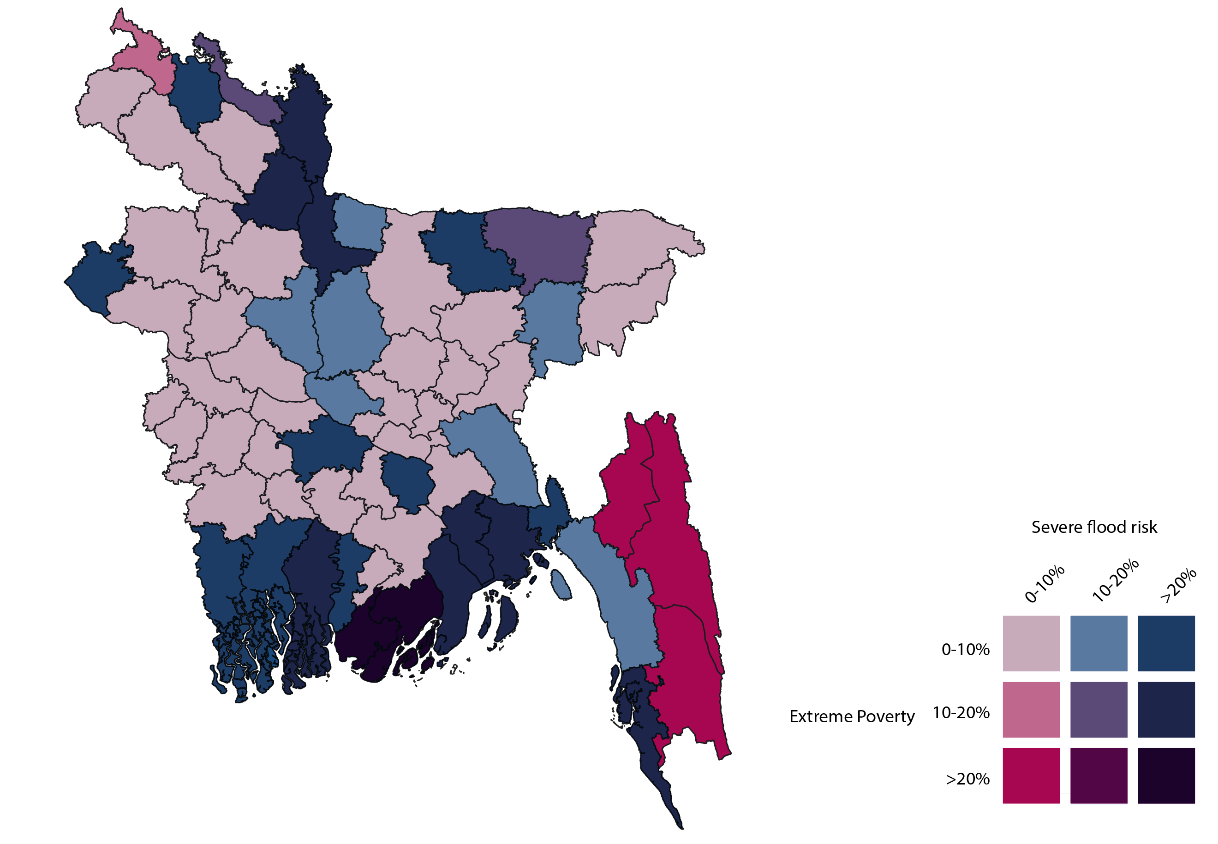 Severe flood risk
0-10% 10-20% >20%
0-10%
Extreme Poverty 10-20%
>20%